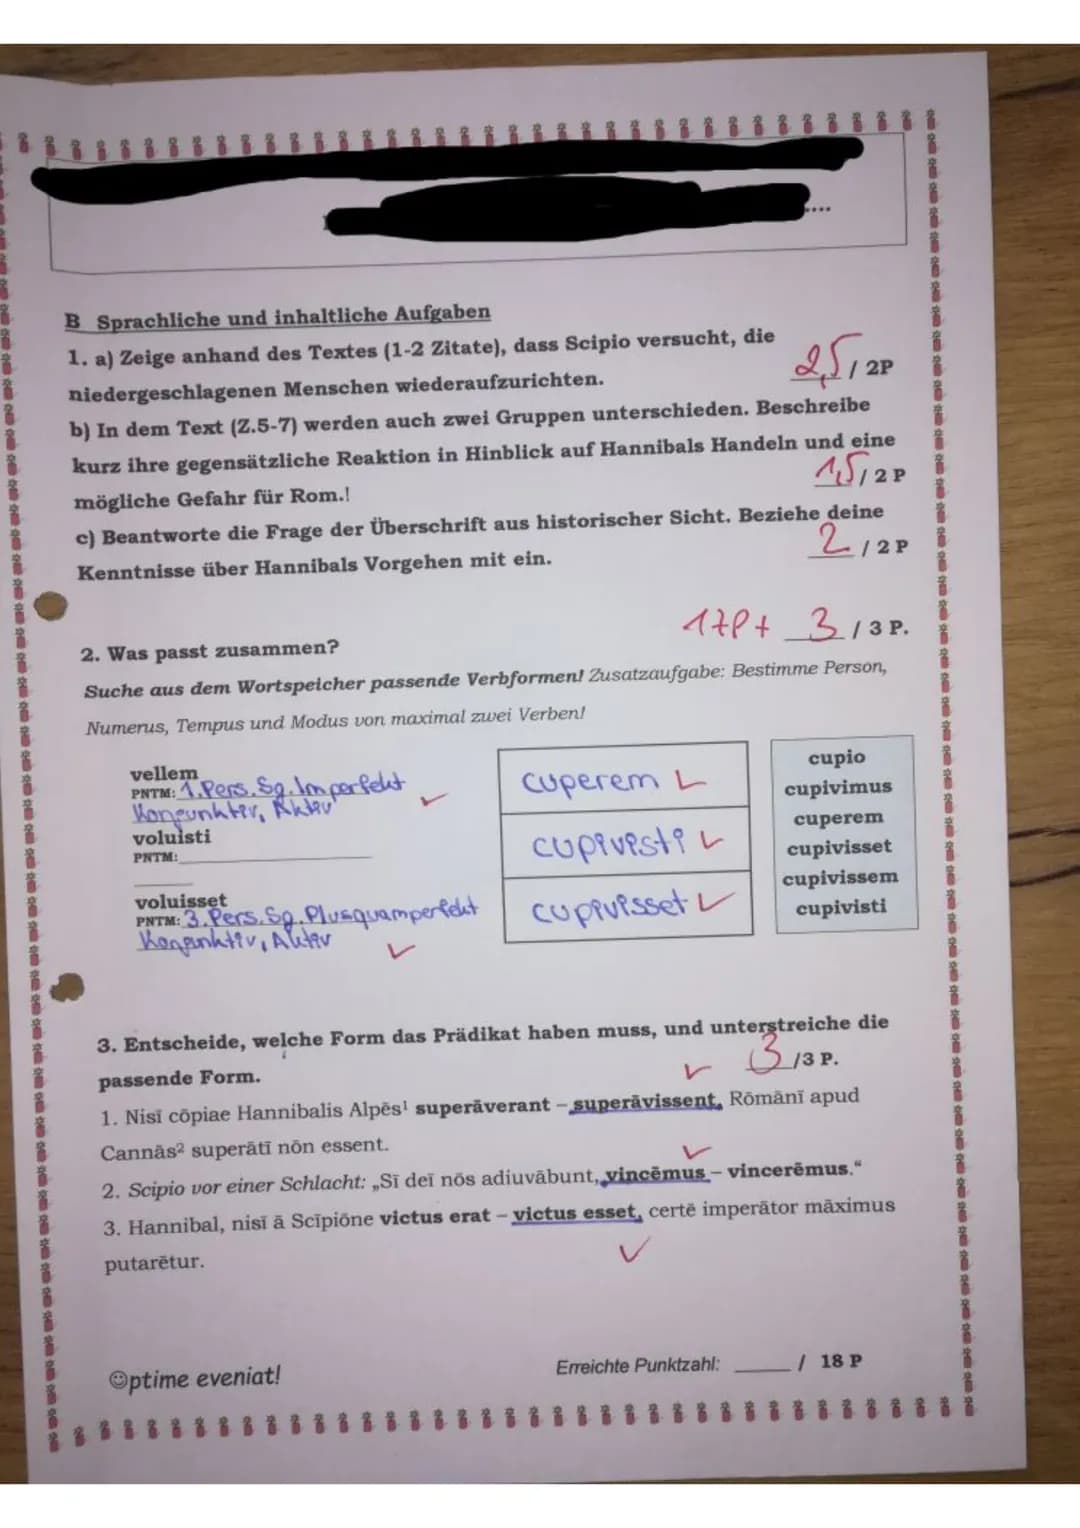 B Sprachliche und inhaltliche Aufgaben
1. a) Zeige anhand des Textes (1-2 Zitate), dass Scipio versucht, die
niedergeschlagenen Menschen wiederaufzurichten.
2,5 / 2P
b) In dem Text (Z.5-7) werden auch zwei Gruppen unterschieden. Beschreibe
kurz ihre gegensätzliche Reaktion in Hinblick auf Hannibals Handeln und eine
mögliche Gefahr für Rom.!
1,5 / 2 P
c) Beantworte die Frage der Überschrift aus historischer Sicht. Beziehe deine
Kenntnisse über Hannibals Vorgehen mit ein.
2 / 2 P
2. Was passt zusammen?
17P+ 3 / 3 P.
Suche aus dem Wortspeicher passende Verbformen! Zusatzaufgabe: Bestimme Person,
Numerus, Tempus und Modus von maximal zwei Verben!
vellem
PNTM: 1. Pers. Sg. Imperfekt
Konjunktiv, Aktiv
voluisti
PNTM:
voluisset
PNTM: 3. Pers. Sg. Plusquamperfekt
Konjunktiv, Aktiv
cuperem
cupivisti
cupivisset
cupio
cupivimus
cuperem
cupivisset
cupivissem
cupivisti
3. Entscheide, welche Form das Prädikat haben muss, und unterstreiche die
passende Form.
3 /3 P.
1. Nisī cōpiae Hannibalis Alpēs¹ superāverant – superāvissent, Rōmānī apud
Cannās² superātī nōn essent.
2. Scipio vor einer Schlacht: „Sī deī nōs adiuvābunt, vincēmus – vincerēmus.“
3. Hannibal, nisī ā Scīpiōne victus erat – victus esset, certē imperātor māximus
putarētur.
☺ptime eveniat!
Erreichte Punktzahl: _____ / 18 P